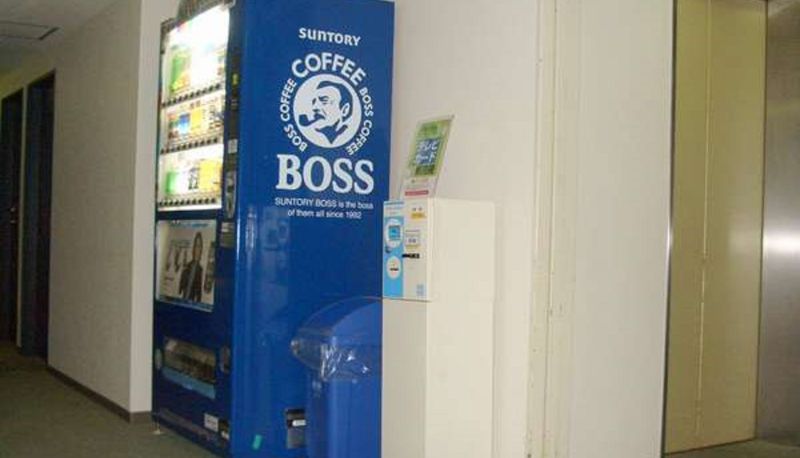 SUNTORY
COFFEE
BOSS COFFEE
BOSS COFFEE
BOSS
SUNTORY BOSS is the boss
of them all since 1992
テレビ
カード